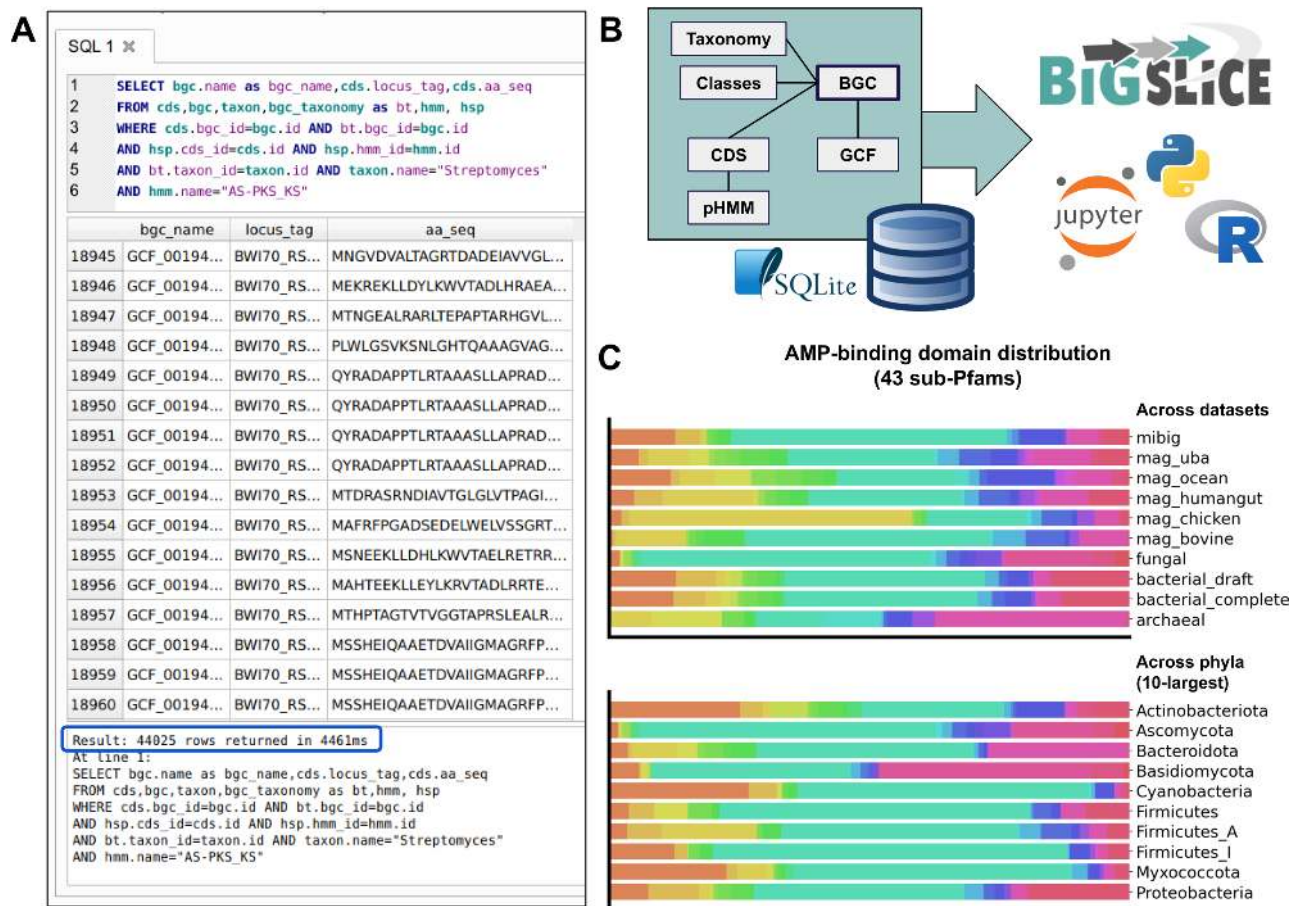 A
SQL 1
1 SELECT bgc.name as bgc_name,cds.locus_tag,cds.aa_seq
2 FROM cds,bgc,taxon,bgc_taxonomy as bt,hmm, hsp
3 WHERE cds.bgc_id=bgc.id AND bt.bgc_id=bgc.id
4 AND hsp.cds_id=cds.id AND hsp.hmm_id=hmm.id
5 AND bt.taxon_id=taxon.id AND taxon.name="Streptomyces"
6 AND hmm.name="AS-PKS_KS"
bgc_name locus_tag aa_seq
18945 GCF_00194... BWI70_RS... MNGVDVALTAGRTDADEIAVVGL...
18946 GCF_00194... BWI70_RS... MEKREKLLDYLKWVTADLHRAEA...
18947 GCF_00194... BWI70_RS... MTNGEALRARLTEPAPTARHGVL...
18948 GCF_00194... BWI70_RS... PLWLGSVKSNLGHTQAAAGVAG...
18949 GCF_00194... BWI70_RS... QYRADAPPTLRTAAASLLAPRAD...
18950 GCF_00194... BWI70_RS... QYRADAPPTLRTAAASLLAPRAD...
18951 GCF_00194... BWI70_RS... QYRADAPPTLRTAAASLLAPRAD...
18952 GCF_00194... BWI70_RS... QYRADAPPTLRTAAASLLAPRAD...
18953 GCF_00194... BWI70_RS... MTDRASRNDIAVTGLGLVTPAGI...
18954 GCF_00194... BWI70_RS... MAFRFPGADSEDELWELVSSGRT...
18955 GCF_00194... BWI70_RS... MSNEEKLLDHLKWVTAELRETRR...
18956 GCF_00194... BWI70_RS... MAHTEEKLLEYLKRVTADLRRTE...
18957 GCF_00194... BWI70_RS... MTHPTAGTVTVGGTAPRSLEALR...
18958 GCF_00194... BWI70_RS... MSSHEIQAAETDVAIIGMAGRFP...
18959 GCF_00194... BWI70_RS... MSSHEIQAAETDVAIIGMAGRFP...
18960 GCF_00194... BWI70_RS... MSSHEIQAAETDVAIIGMAGRFP...
Result: 44025 rows returned in 4461ms
At line 1:
SELECT bgc.name as bgc_name,cds.locus_tag,cds.aa_seq
FROM cds,bgc,taxon,bgc_taxonomy as bt,hmm, hsp
WHERE cds.bgc_id=bgc.id AND bt.bgc_id=bgc.id
AND hsp.cds_id=cds.id AND hsp.hmm_id=hmm.id
AND bt.taxon_id=taxon.id AND taxon.name="Streptomyces"
AND hmm.name="AS-PKS_KS"
B
Taxonomy
Classes
BGC
CDS
GCF
pHMM
SQLite
BiGSLICE
jupyter
R
C
AMP-binding domain distribution
(43 sub-Pfams)
Across datasets
mibig
mag_uba
mag_ocean
mag_humangut
mag_chicken
mag_bovine
fungal
bacterial_draft
bacterial_complete
archaeal
Across phyla
(10-largest)
Actinobacteriota
Ascomycota
Bacteroidota
Basidiomycota
Cyanobacteria
Firmicutes
Firmicutes_A
Firmicutes_I
Myxococcota
Proteobacteria